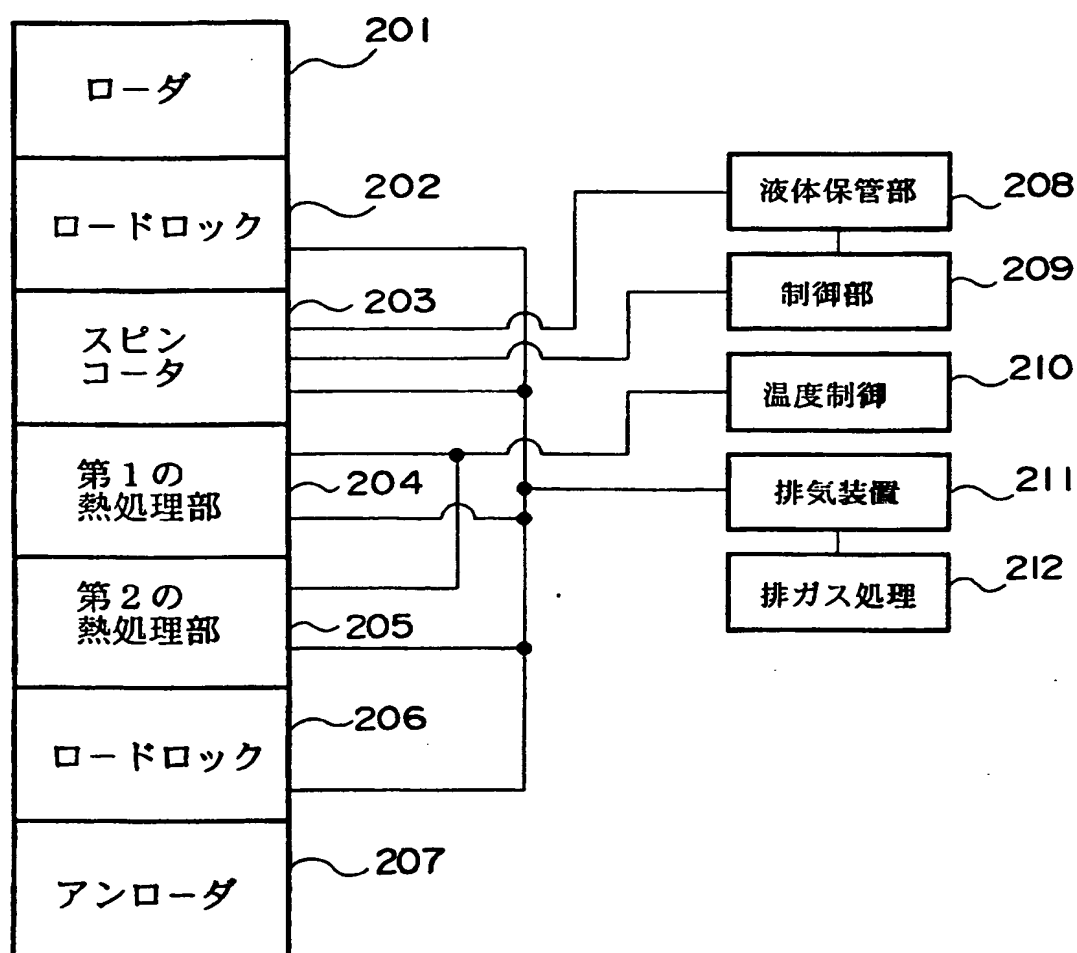 201
ローダ
202
ロードロック
203
スピン
コータ
第1の
熱処理部
204
第2の
熱処理部
205
206
ロードロック
207
アンローダ
液体保管部
208
制御部
209
温度制御
210
排気装置
211
排ガス処理
212